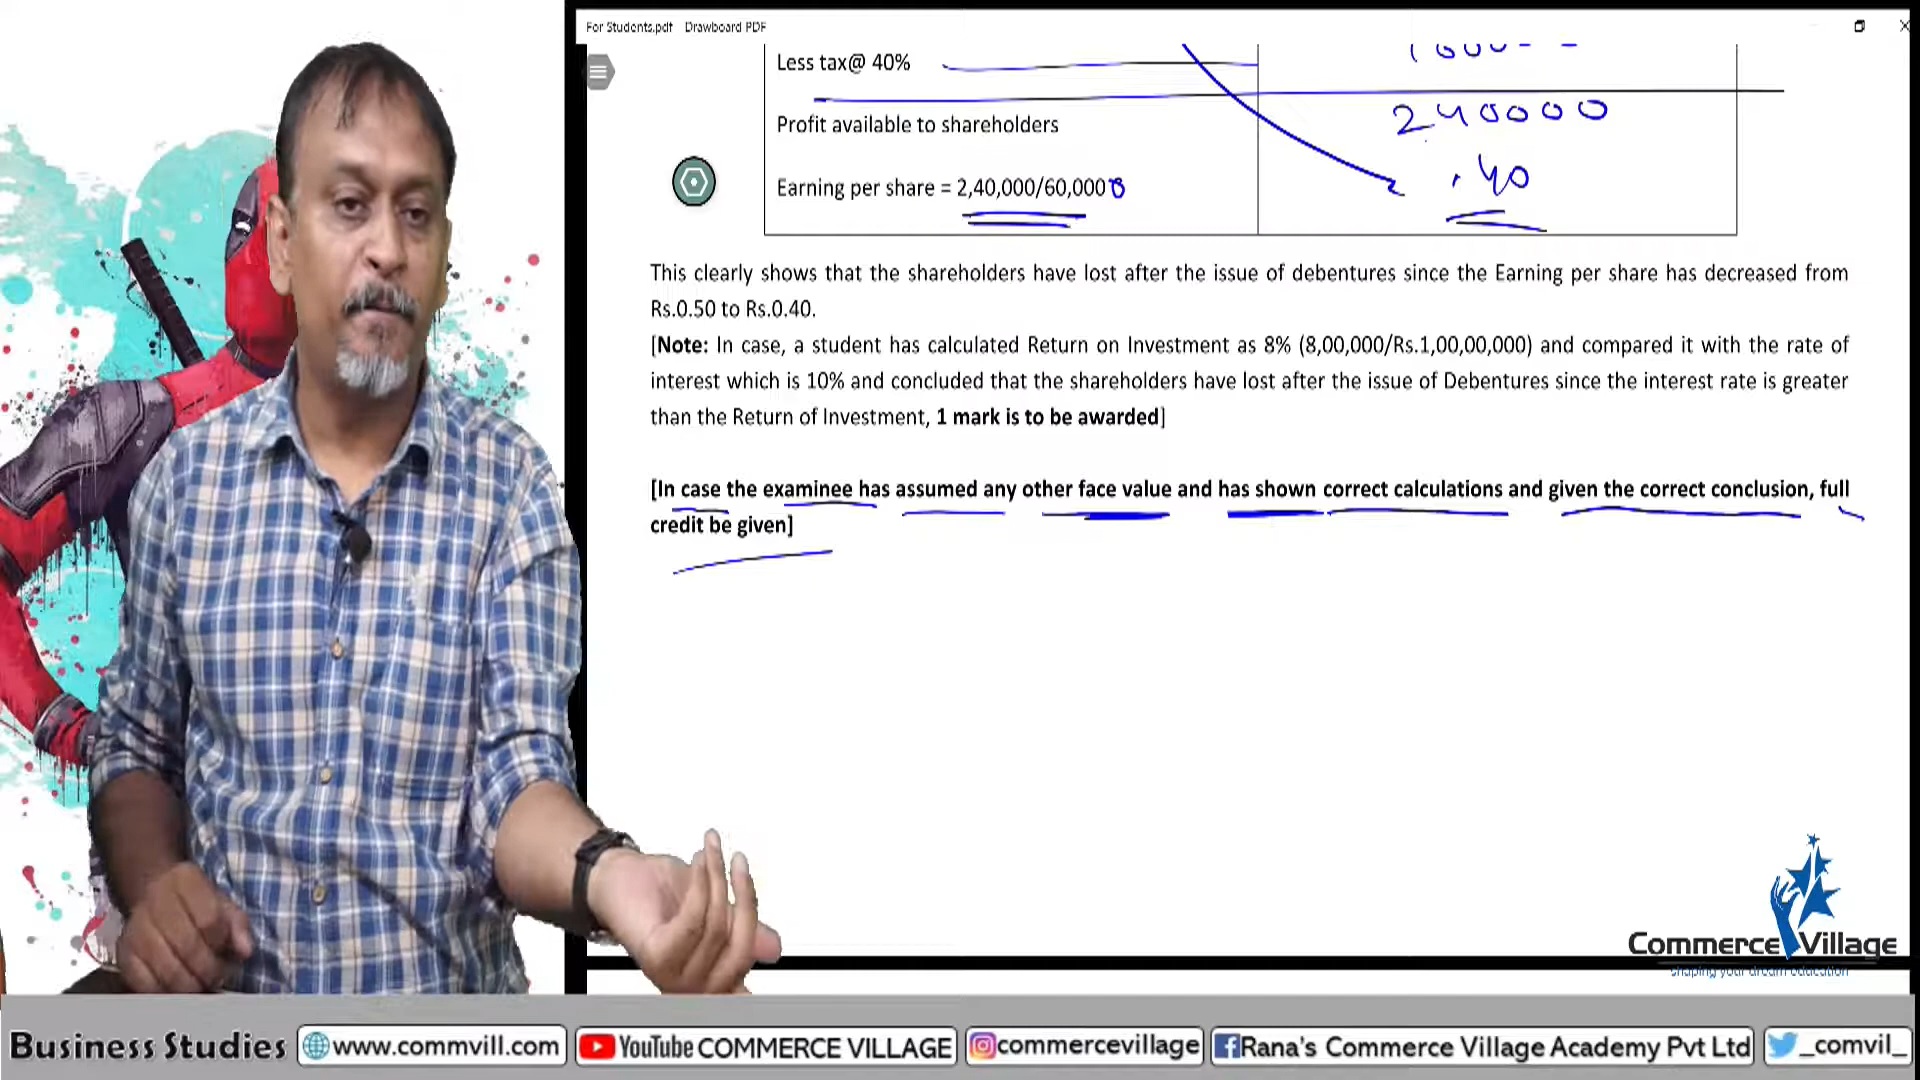 For Students.pdf Drawboard PDF
Less tax@ 40%
240000
Profit available to shareholders
.40
Earning per share = 2,40,000/60,0000
This clearly shows that the shareholders have lost after the issue of debentures since the Earning per share has decreased from
Rs.0.50 to Rs.0.40.
[Note: In case, a student has calculated Return on Investment as 8% (8,00,000/Rs.1,00,00,000) and compared it with the rate of
interest which is 10% and concluded that the shareholders have lost after the issue of Debentures since the interest rate is greater
than the Return of Investment, 1 mark is to be awarded]
[In case the examinee has assumed any other face value and has shown correct calculations and given the correct conclusion, full
credit be given]
Commerce Village
shaping your dream education
Business Studies www.commvill.com YouTube COMMERCE VILLAGE commercevillage Rana's Commerce Village Academy Pvt Ltd _comvil_